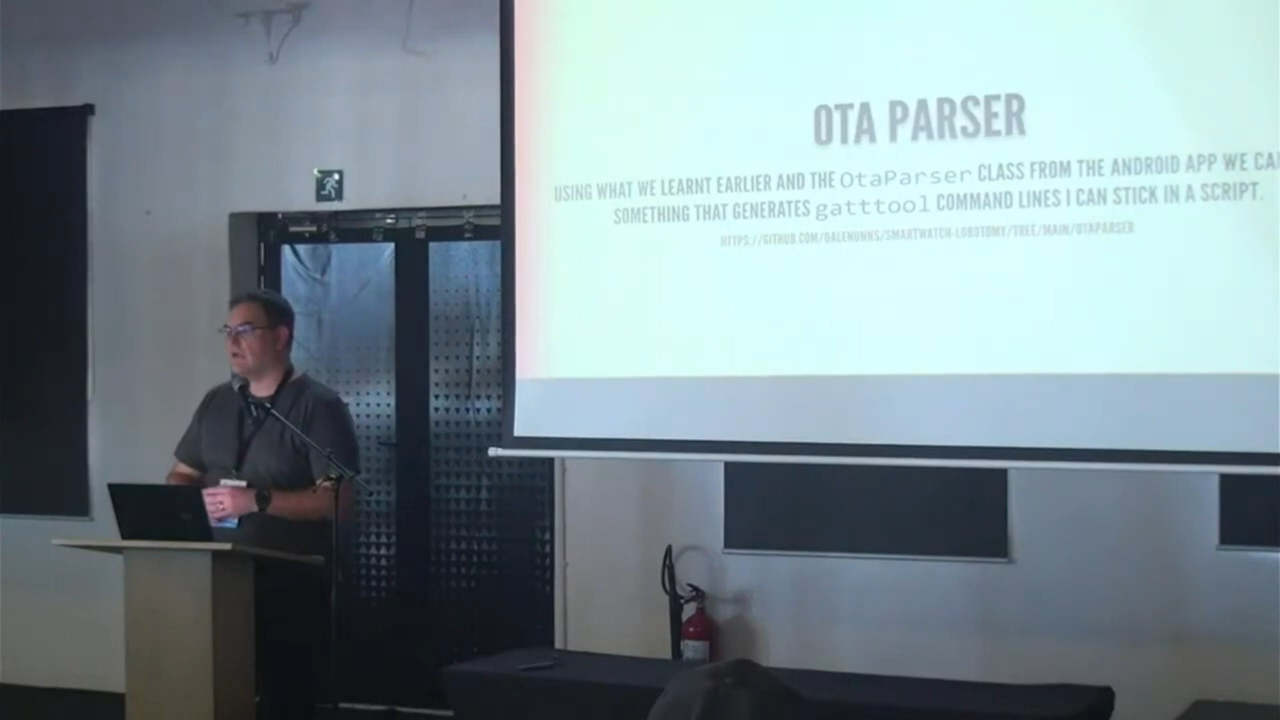 OTA PARSER
USING WHAT WE LEARNT EARLIER AND THE OtaParser CLASS FROM THE ANDROID APP WE CA
SOMETHING THAT GENERATES gatttool COMMAND LINES I CAN STICK IN A SCRIPT.
HTTPS://GITHUB.COM/DALENUNNS/SMARTWATCH-LOBOTOMY/TREE/MAIN/OTAPARSER